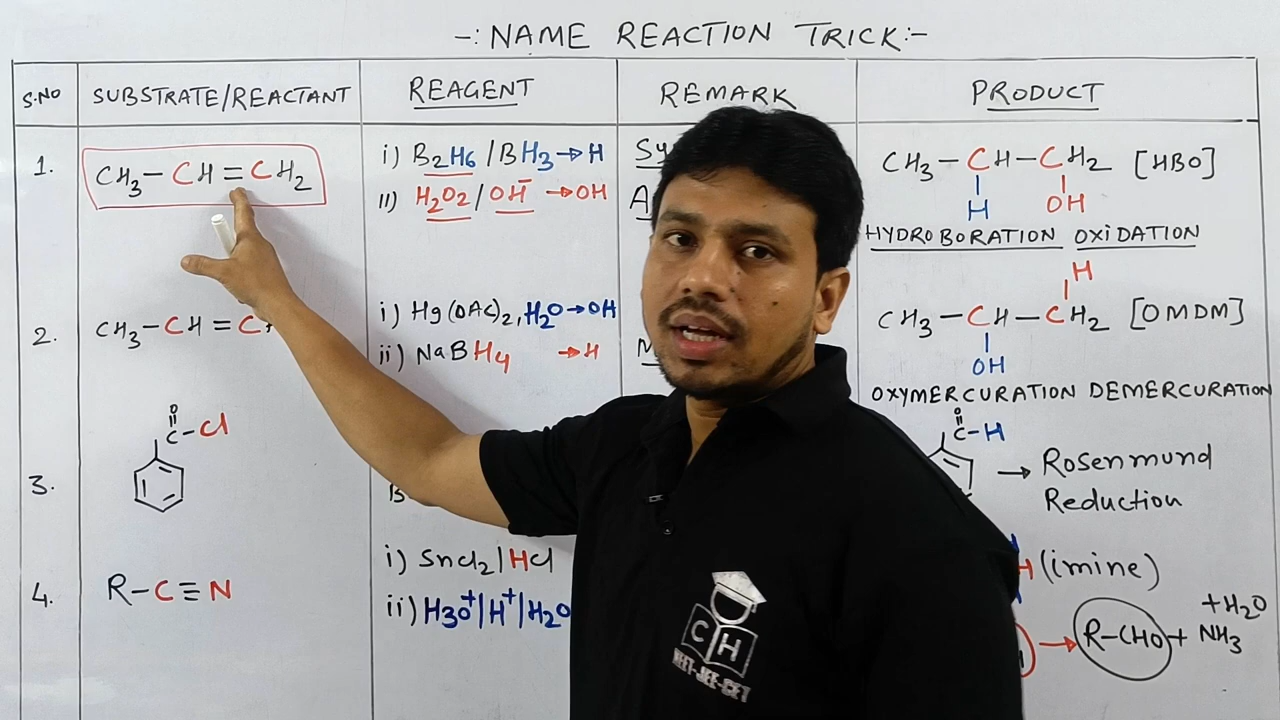 -: NAME REACTION TRICK:-
S.NO SUBSTRATE/REACTANT REAGENT REMARK PRODUCT
1. CH3-CH=CH2
i) B2H6/BH3→H
ii) H2O2/OH⁻→OH
Sy
A
CH3-CH-CH2 [HBO]
H OH
HYDROBORATION OXIDATION
2. CH3-CH=C
i) Hg(OAc)2, H2O→OH
ii) NaBH4 →H
M
H
CH3-CH-CH2 [OMDM]
OH
OXYMERCURATION DEMERCURATION
3.
O
C-Cl
O
C-H
→ Rosenmund
Reduction
4. R-C≡N
i) SnCl2/HCl
ii) H3O⁺/H⁺/H2O
H (imine)
→ R-CHO + NH3
+H2O
CH
NEET-JEE-CET